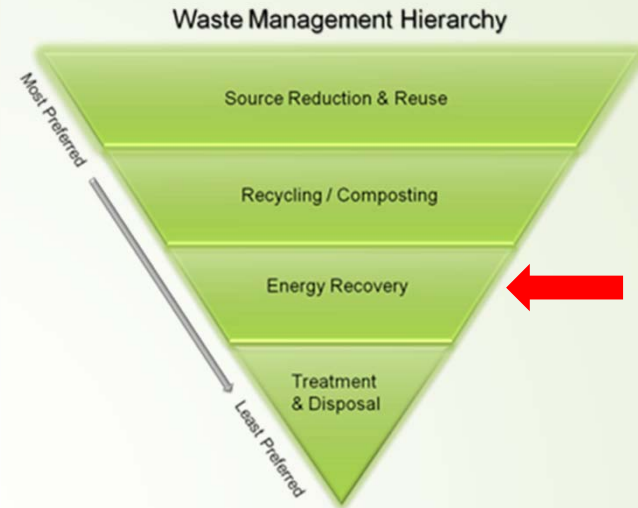 Waste Management Hierarchy
Most Preferred
Source Reduction & Reuse
Recycling / Composting
Energy Recovery
Treatment
& Disposal
Least Preferred